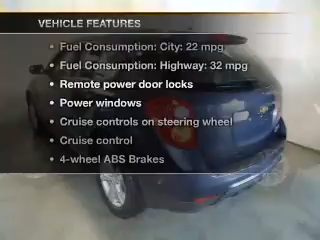 VEHICLE FEATURES
• Fuel Consumption: City: 22 mpg
• Fuel Consumption: Highway: 32 mpg
• Remote power door locks
• Power windows
• Cruise controls on steering wheel
• Cruise control
• 4-wheel ABS Brakes